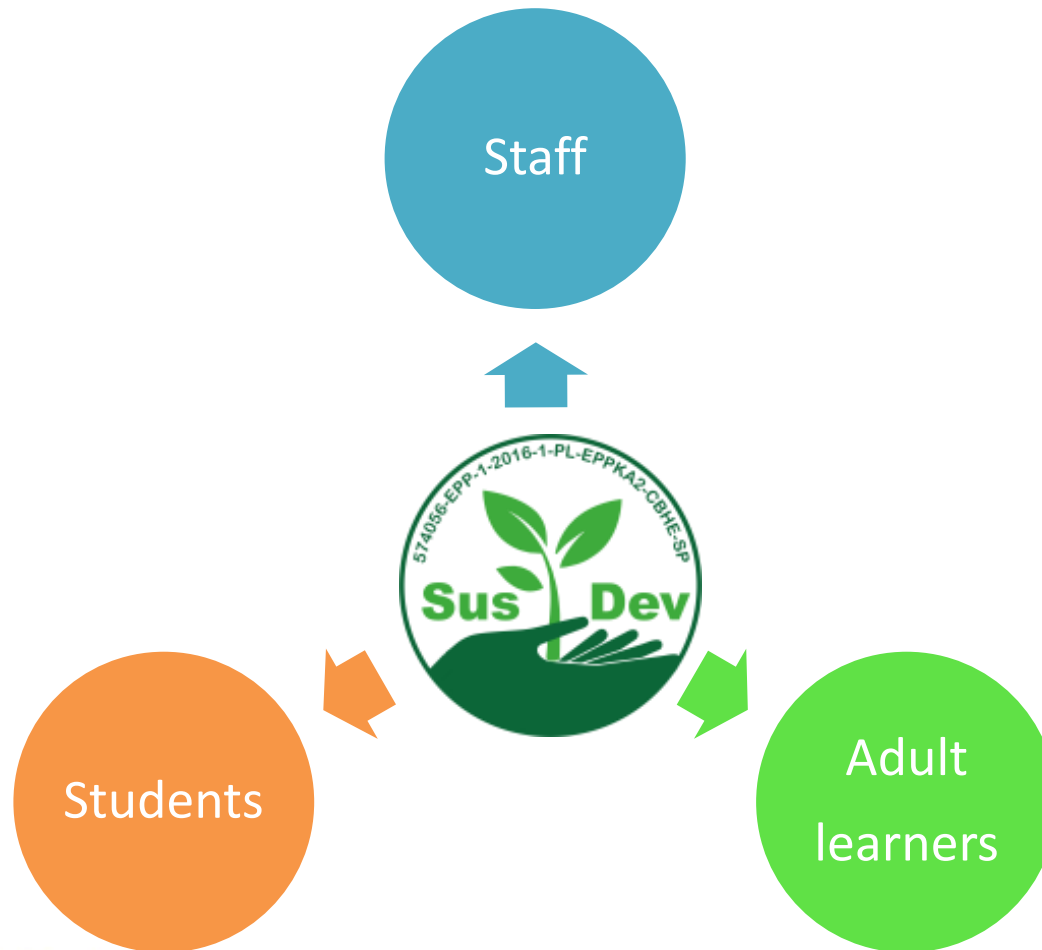 Staff
574056-EPP-1-2016-1-PL-EPPKA2-CBHE-SP
Sus Dev
Students
Adult
learners